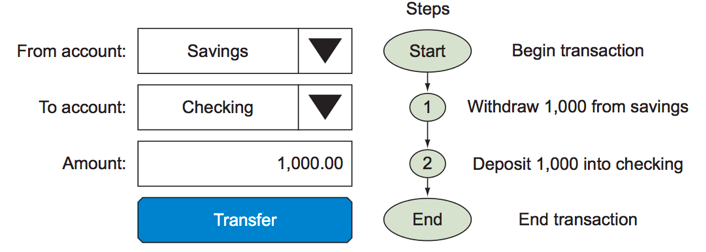 Steps
From account: Savings
Start
Begin transaction
To account: Checking
1
Withdraw 1,000 from savings
Amount: 1,000.00
2
Deposit 1,000 into checking
Transfer
End
End transaction